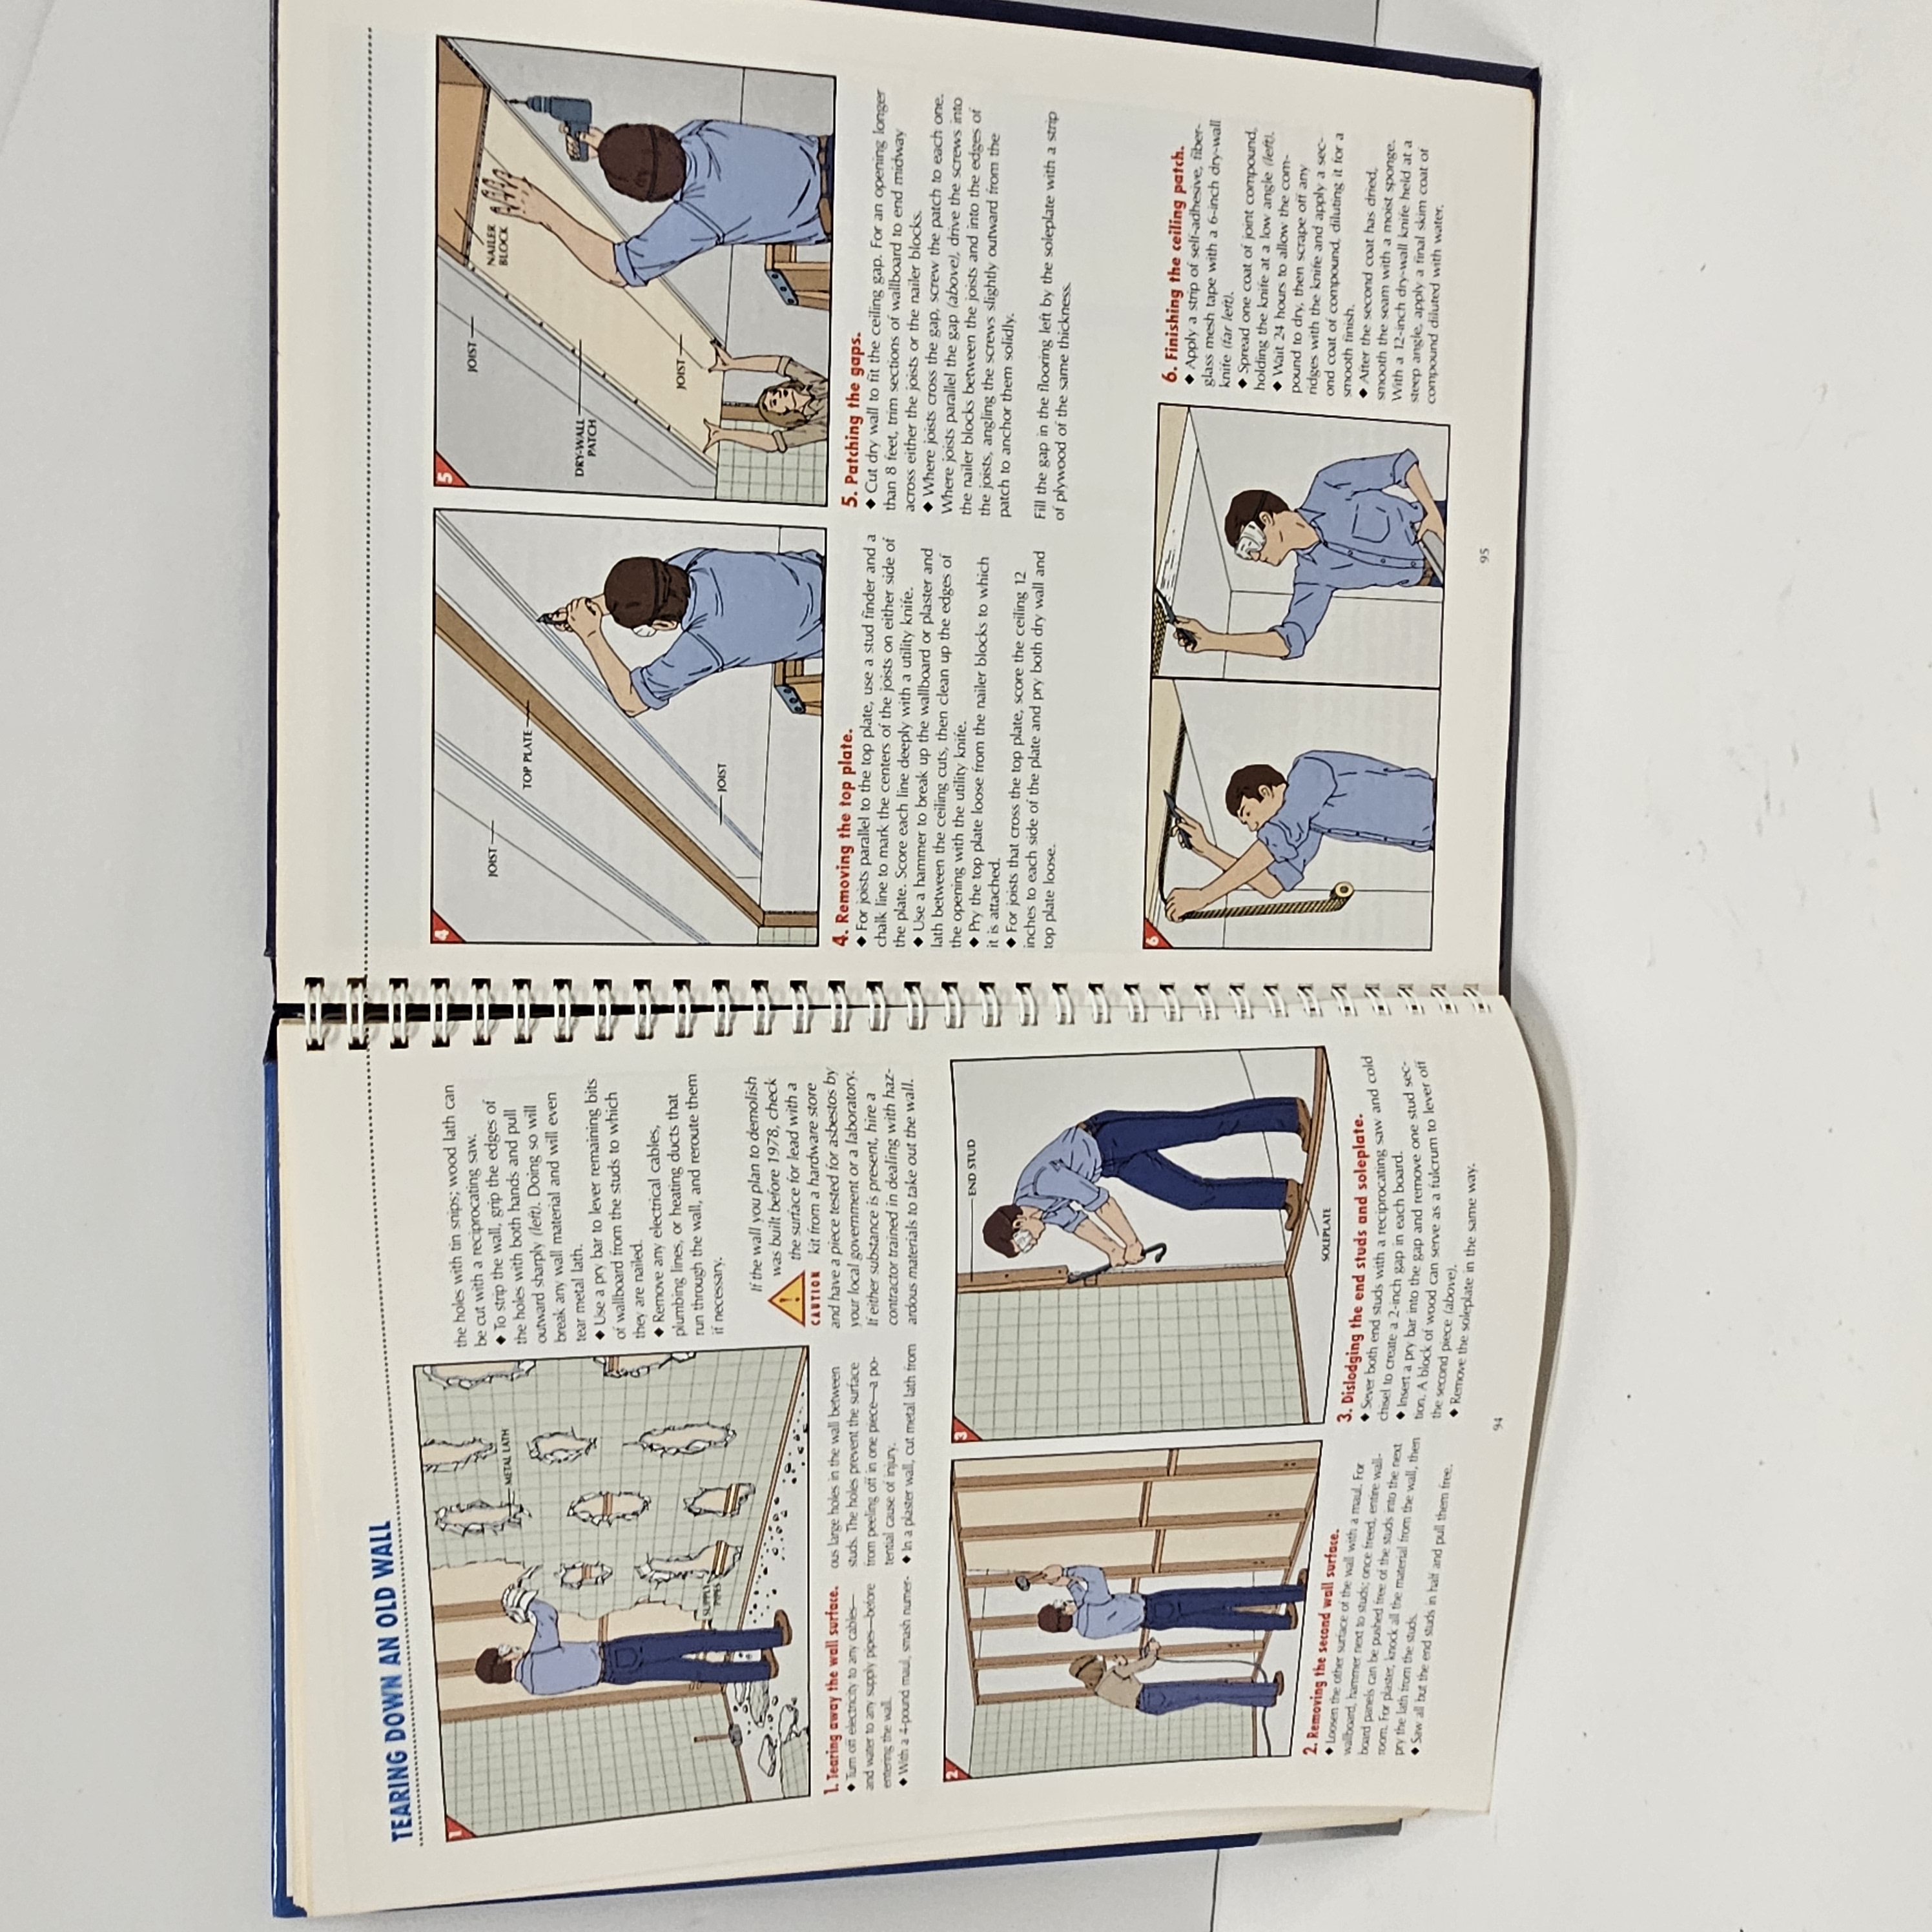 TEARING DOWN AN OLD WALL
1
METAL LATH
SUPPLY
PIPES
1. Tearing away the wall surface.
◆ Turn off electricity to any cables—
and water to any supply pipes—before
entering the wall.
◆ With a 4-pound maul, smash numer-
ous large holes in the wall between
studs. The holes prevent the surface
from peeling off in one piece—a po-
tential cause of injury.
◆ In a plaster wall, cut metal lath from
the holes with tin snips; wood lath can
be cut with a reciprocating saw.
◆ To strip the wall, grip the edges of
the holes with both hands and pull
outward sharply (left). Doing so will
break any wall material and will even
tear metal lath.
◆ Use a pry bar to lever remaining bits
of wallboard from the studs to which
they are nailed.
◆ Remove any electrical cables,
plumbing lines, or heating ducts that
run through the wall, and reroute them
if necessary.
If the wall you plan to demolish
was built before 1978, check
the surface for lead with a
CAUTION kit from a hardware store
and have a piece tested for asbestos by
your local government or a laboratory.
If either substance is present, hire a
contractor trained in dealing with haz-
ardous materials to take out the wall.
2
2. Removing the second wall surface.
◆ Loosen the other surface of the wall with a maul. For
wallboard, hammer next to studs; once freed, entire wall-
board panels can be pushed free of the studs into the next
room. For plaster, knock all the material from the wall, then
pry the lath from the studs.
◆ Saw all but the end studs in half and pull them free.
3
END STUD
SOLEPLATE
3. Dislodging the end studs and soleplate.
◆ Sever both end studs with a reciprocating saw and cold
chisel to create a 2-inch gap in each board.
◆ Insert a pry bar into the gap and remove one stud sec-
tion. A block of wood can serve as a fulcrum to lever off
the second piece (above).
◆ Remove the soleplate in the same way.
94
4
JOIST
TOP PLATE
JOIST
4. Removing the top plate.
◆ For joists parallel to the top plate, use a stud finder and a
chalk line to mark the centers of the joists on either side of
the plate. Score each line deeply with a utility knife.
◆ Use a hammer to break up the wallboard or plaster and
lath between the ceiling cuts, then clean up the edges of
the opening with the utility knife.
◆ Pry the top plate loose from the nailer blocks to which
it is attached.
◆ For joists that cross the top plate, score the ceiling 12
inches to each side of the plate and pry both dry wall and
top plate loose.
5
JOIST
NAILER
BLOCK
DRY-WALL
PATCH
JOIST
5. Patching the gaps.
◆ Cut dry wall to fit the ceiling gap. For an opening longer
than 8 feet, trim sections of wallboard to end midway
across either the joists or the nailer blocks.
◆ Where joists cross the gap, screw the patch to each one.
Where joists parallel the gap (above), drive the screws into
the nailer blocks between the joists and into the edges of
the joists, angling the screws slightly outward from the
patch to anchor them solidly.
Fill the gap in the flooring left by the soleplate with a strip
of plywood of the same thickness.
6
6. Finishing the ceiling patch.
◆ Apply a strip of self-adhesive, fiber-
glass mesh tape with a 6-inch dry-wall
knife (far left).
◆ Spread one coat of joint compound,
holding the knife at a low angle (left).
◆ Wait 24 hours to allow the com-
pound to dry, then scrape off any
ridges with the knife and apply a sec-
ond coat of compound, diluting it for a
smooth finish.
◆ After the second coat has dried,
smooth the seam with a moist sponge.
With a 12-inch dry-wall knife held at a
steep angle, apply a final skim coat of
compound diluted with water.
95